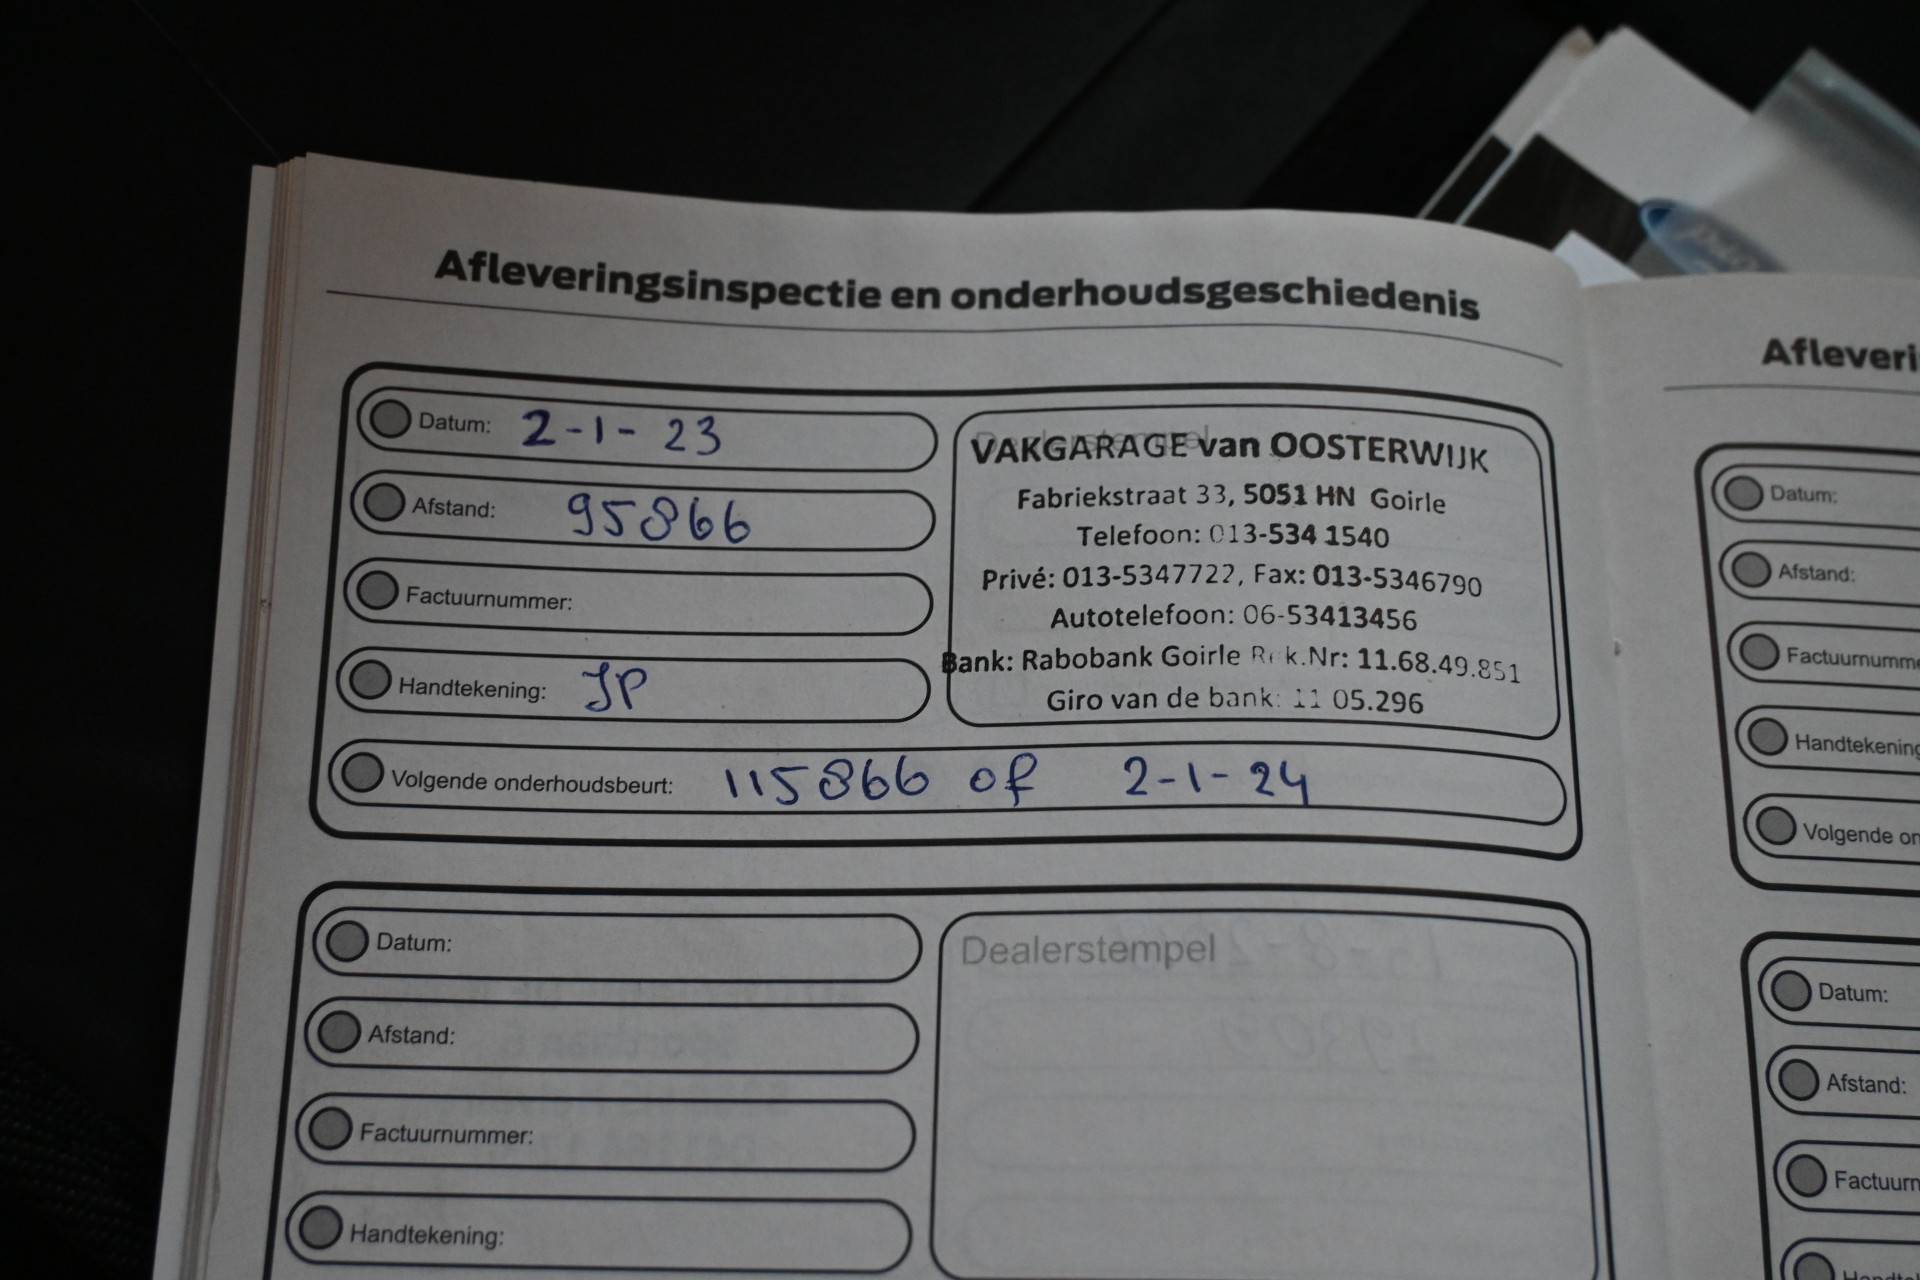 Afleveringsinspectie en onderhoudsgeschiedenis
Datum: 2-1-23
Afstand: 95866
Factuurnummer:
Handtekening: JP
VAKGARAGE van OOSTERWIJK
Fabriekstraat 33, 5051 HN Goirle
Telefoon: 013-534 1540
Privé: 013-5347722, Fax: 013-5346790
Autotelefoon: 06-53413456
Bank: Rabobank Goirle Rek.Nr: 11.68.49.851
Giro van de bank: 11 05.296
Volgende onderhoudsbeurt: 115866 of 2-1-24
Datum:
Afstand:
Factuurnummer:
Handtekening:
Dealerstempel
Afleveri
Datum:
Afstand:
Factuurnumme
Handtekening
Volgende on
Datum:
Afstand:
Factuurn